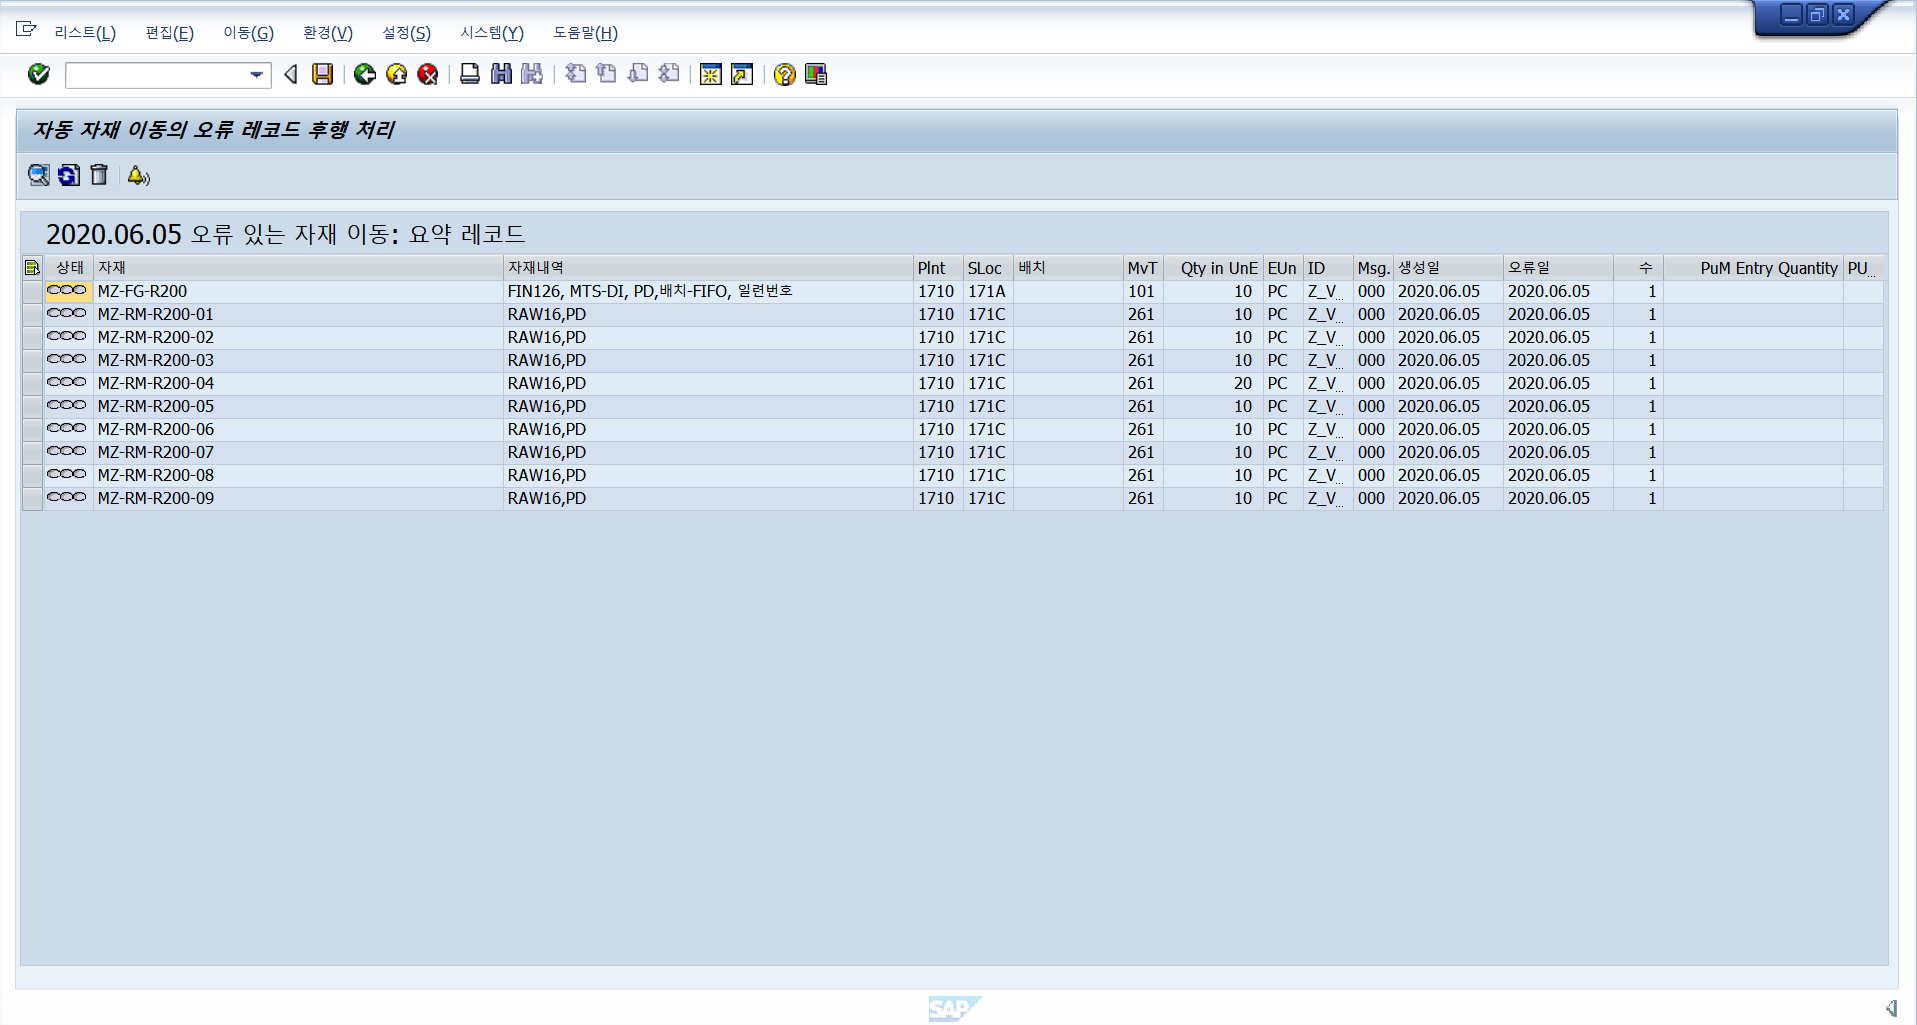 리스트(L) 편집(E) 이동(G) 환경(V) 설정(S) 시스템(Y) 도움말(H)
자동 자재 이동의 오류 레코드 후행 처리
2020.06.05 오류 있는 자재 이동: 요약 레코드
상태 자재 자재내역 Plnt SLoc 배치 MvT Qty in UnE EUn ID Msg. 생성일 오류일 수 PuM Entry Quantity PU...
MZ-FG-R200 FIN126, MTS-DI, PD,배치-FIFO, 일련번호 1710 171A 101 10 PC Z_V... 000 2020.06.05 2020.06.05 1
MZ-RM-R200-01 RAW16,PD 1710 171C 261 10 PC Z_V... 000 2020.06.05 2020.06.05 1
MZ-RM-R200-02 RAW16,PD 1710 171C 261 10 PC Z_V... 000 2020.06.05 2020.06.05 1
MZ-RM-R200-03 RAW16,PD 1710 171C 261 10 PC Z_V... 000 2020.06.05 2020.06.05 1
MZ-RM-R200-04 RAW16,PD 1710 171C 261 20 PC Z_V... 000 2020.06.05 2020.06.05 1
MZ-RM-R200-05 RAW16,PD 1710 171C 261 10 PC Z_V... 000 2020.06.05 2020.06.05 1
MZ-RM-R200-06 RAW16,PD 1710 171C 261 10 PC Z_V... 000 2020.06.05 2020.06.05 1
MZ-RM-R200-07 RAW16,PD 1710 171C 261 10 PC Z_V... 000 2020.06.05 2020.06.05 1
MZ-RM-R200-08 RAW16,PD 1710 171C 261 10 PC Z_V... 000 2020.06.05 2020.06.05 1
MZ-RM-R200-09 RAW16,PD 1710 171C 261 10 PC Z_V... 000 2020.06.05 2020.06.05 1
SAP